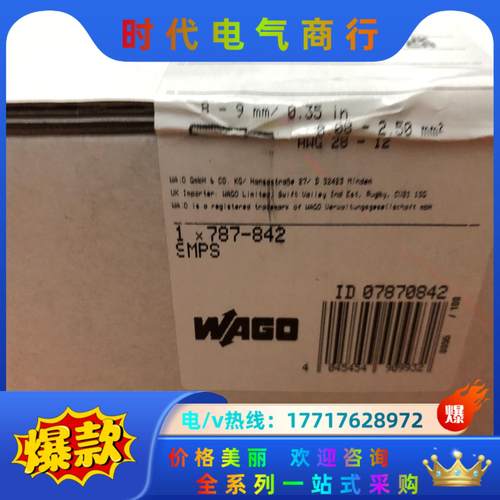 时代电气商行
8 - 9 mm/ 0.35 in
0.08 - 2.50 mm²
AWG 28 - 12
WAGO GmbH & CO. KG/ Hansastraße 27/ D 32423 Minden
UK Importer: WAGO Limited, Swift Valley Ind Est, Rugby, CV21 1SG
WAGO is a registered trademark of WAGO Verwaltungsgesellschaft mbH
1 x 787-842
EMPS
ID 07870842
WAGO
/ 100
4 045454 909932
爆
电/v热线：17717628972
爆款
价格美丽 欢迎咨询
全系列一站式采购